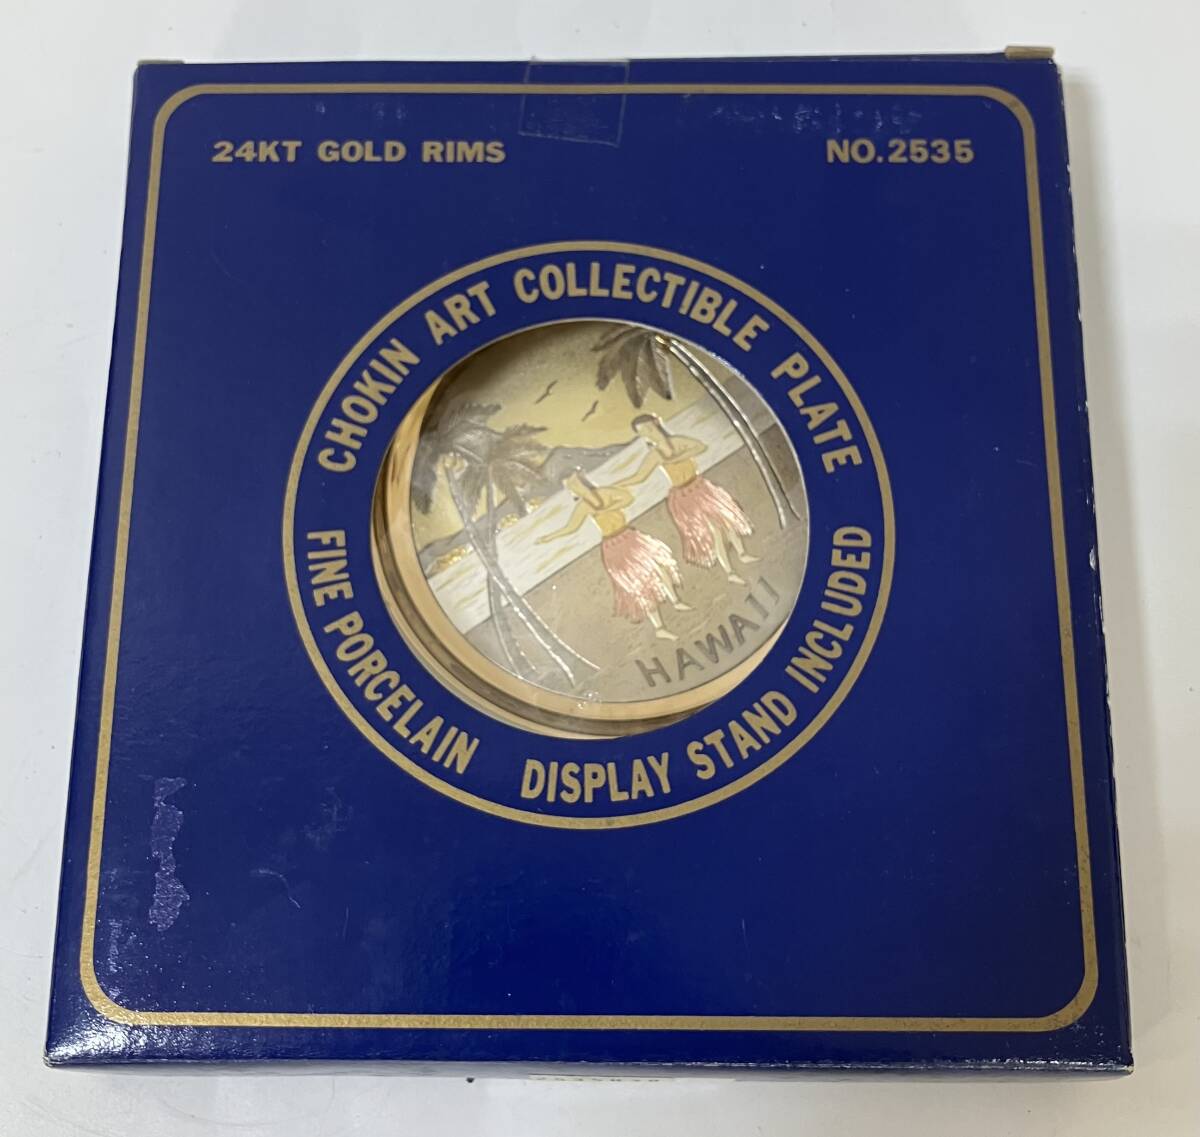 24KT GOLD RIMS
NO.2535
CHOKIN ART COLLECTIBLE PLATE
FINE PORCELAIN
DISPLAY STAND INCLUDED
HAWAII